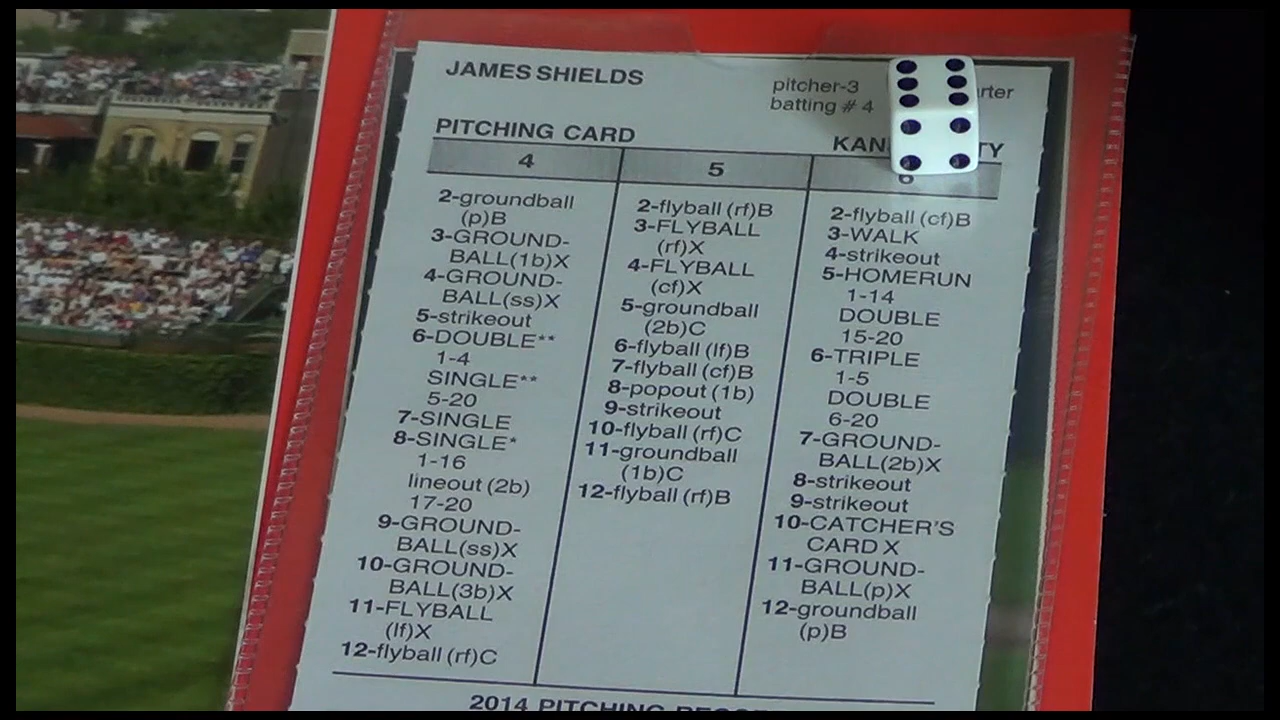 JAMES SHIELDS
pitcher-3
batting # 4
PITCHING CARD
4 5 6
2-groundball
(p)B
3-GROUND-
BALL(1b)X
4-GROUND-
BALL(ss)X
5-strikeout
6-DOUBLE**
1-4
SINGLE**
5-20
7-SINGLE
8-SINGLE*
1-16
lineout (2b)
17-20
9-GROUND-
BALL(ss)X
10-GROUND-
BALL(3b)X
11-FLYBALL
(lf)X
12-flyball (rf)C
2-flyball (rf)B
3-FLYBALL
(rf)X
4-FLYBALL
(cf)X
5-groundball
(2b)C
6-flyball (lf)B
7-flyball (cf)B
8-popout (1b)
9-strikeout
10-flyball (rf)C
11-groundball
(1b)C
12-flyball (rf)B
2-flyball (cf)B
3-WALK
4-strikeout
5-HOMERUN
1-14
DOUBLE
15-20
6-TRIPLE
1-5
DOUBLE
6-20
7-GROUND-
BALL(2b)X
8-strikeout
9-strikeout
10-CATCHER'S
CARD X
11-GROUND-
BALL(p)X
12-groundball
(p)B
2014 PITCHING